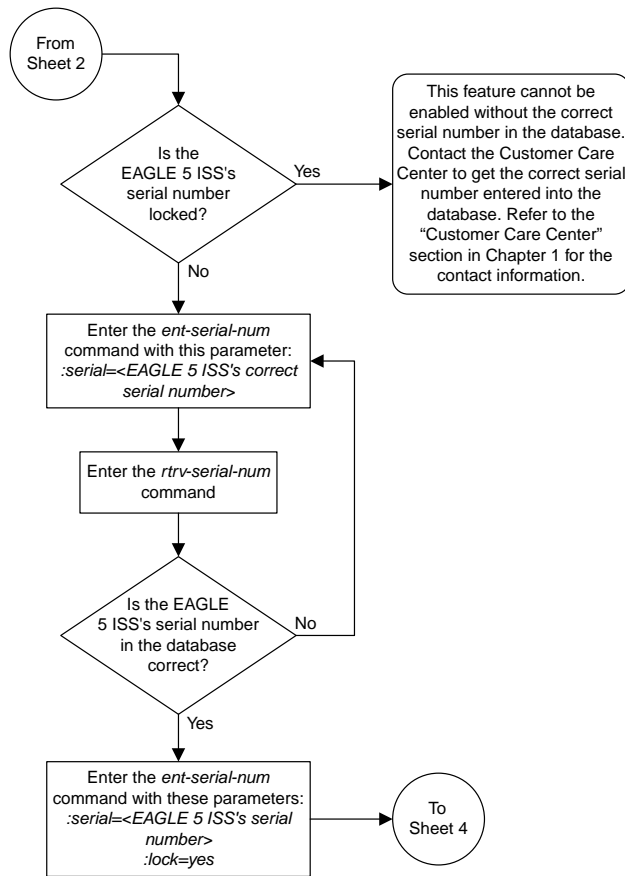 From
Sheet 2
Is the
EAGLE 5 ISS's
serial number
locked?
Yes
This feature cannot be
enabled without the correct
serial number in the database.
Contact the Customer Care
Center to get the correct serial
number entered into the
database. Refer to the
“Customer Care Center”
section in Chapter 1 for the
contact information.
No
Enter the ent-serial-num
command with this parameter:
:serial=<EAGLE 5 ISS's correct
serial number>
Enter the rtrv-serial-num
command
Is the EAGLE
5 ISS's serial number
in the database
correct?
No
Yes
Enter the ent-serial-num
command with these parameters:
:serial=<EAGLE 5 ISS's serial
number>
:lock=yes
To
Sheet 4